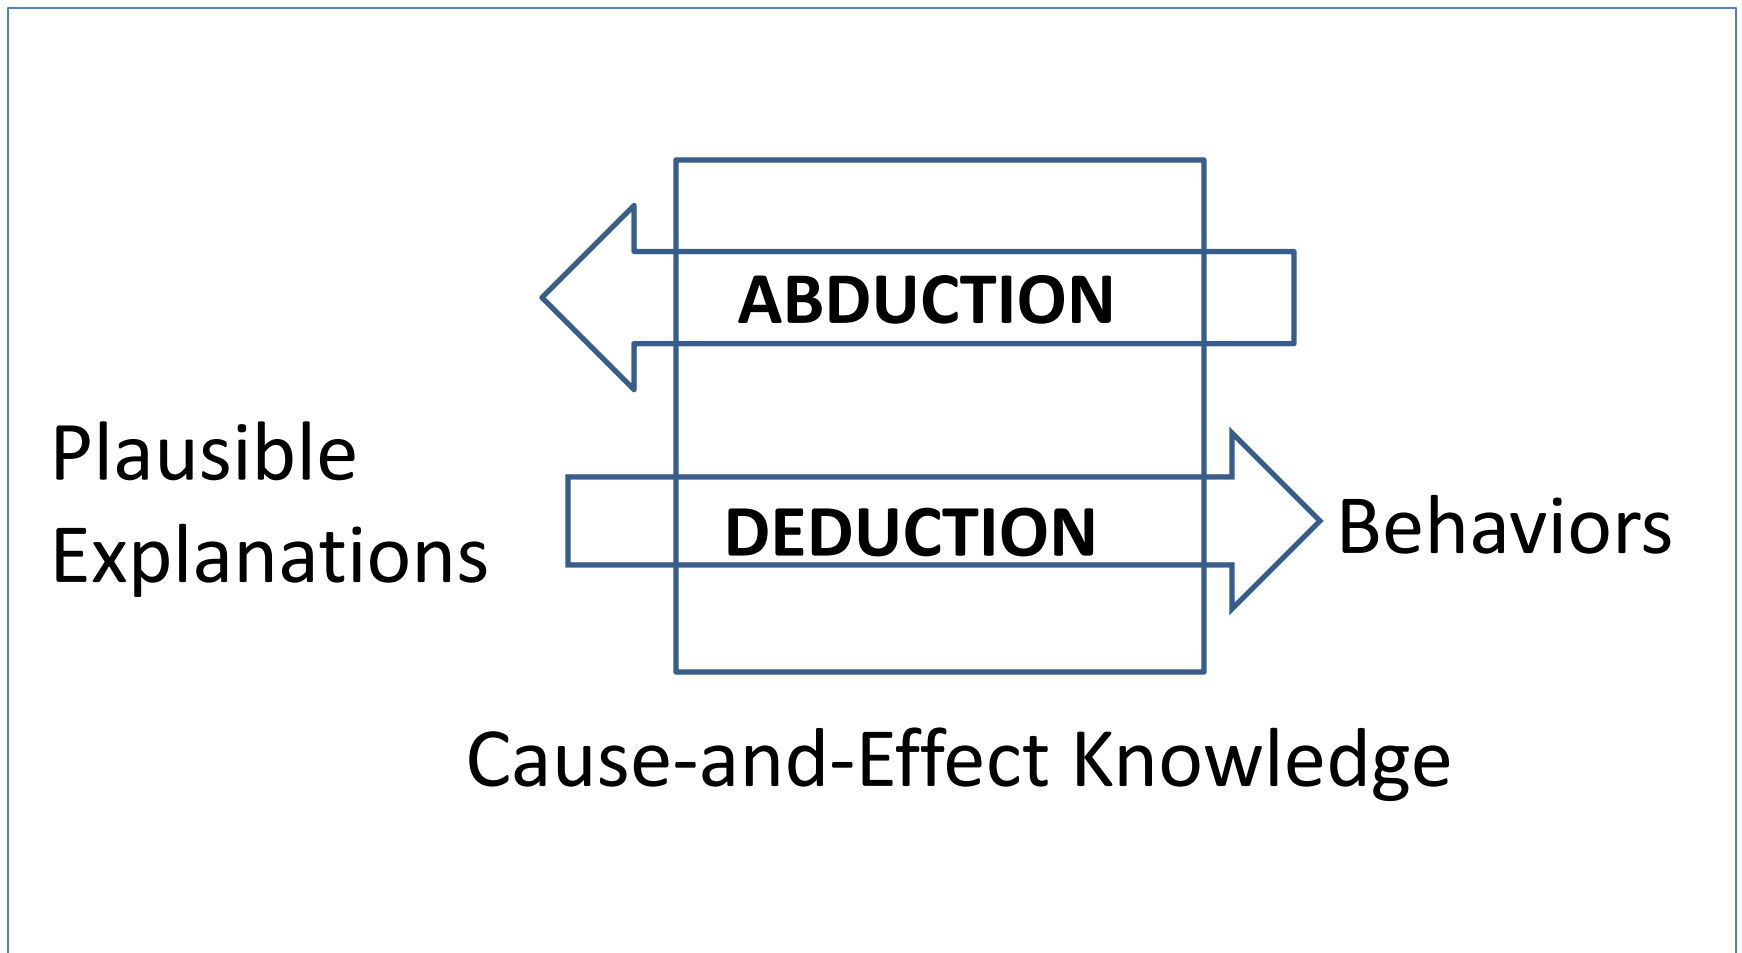 ABDUCTION
Plausible
Explanations
DEDUCTION
Behaviors
Cause-and-Effect Knowledge